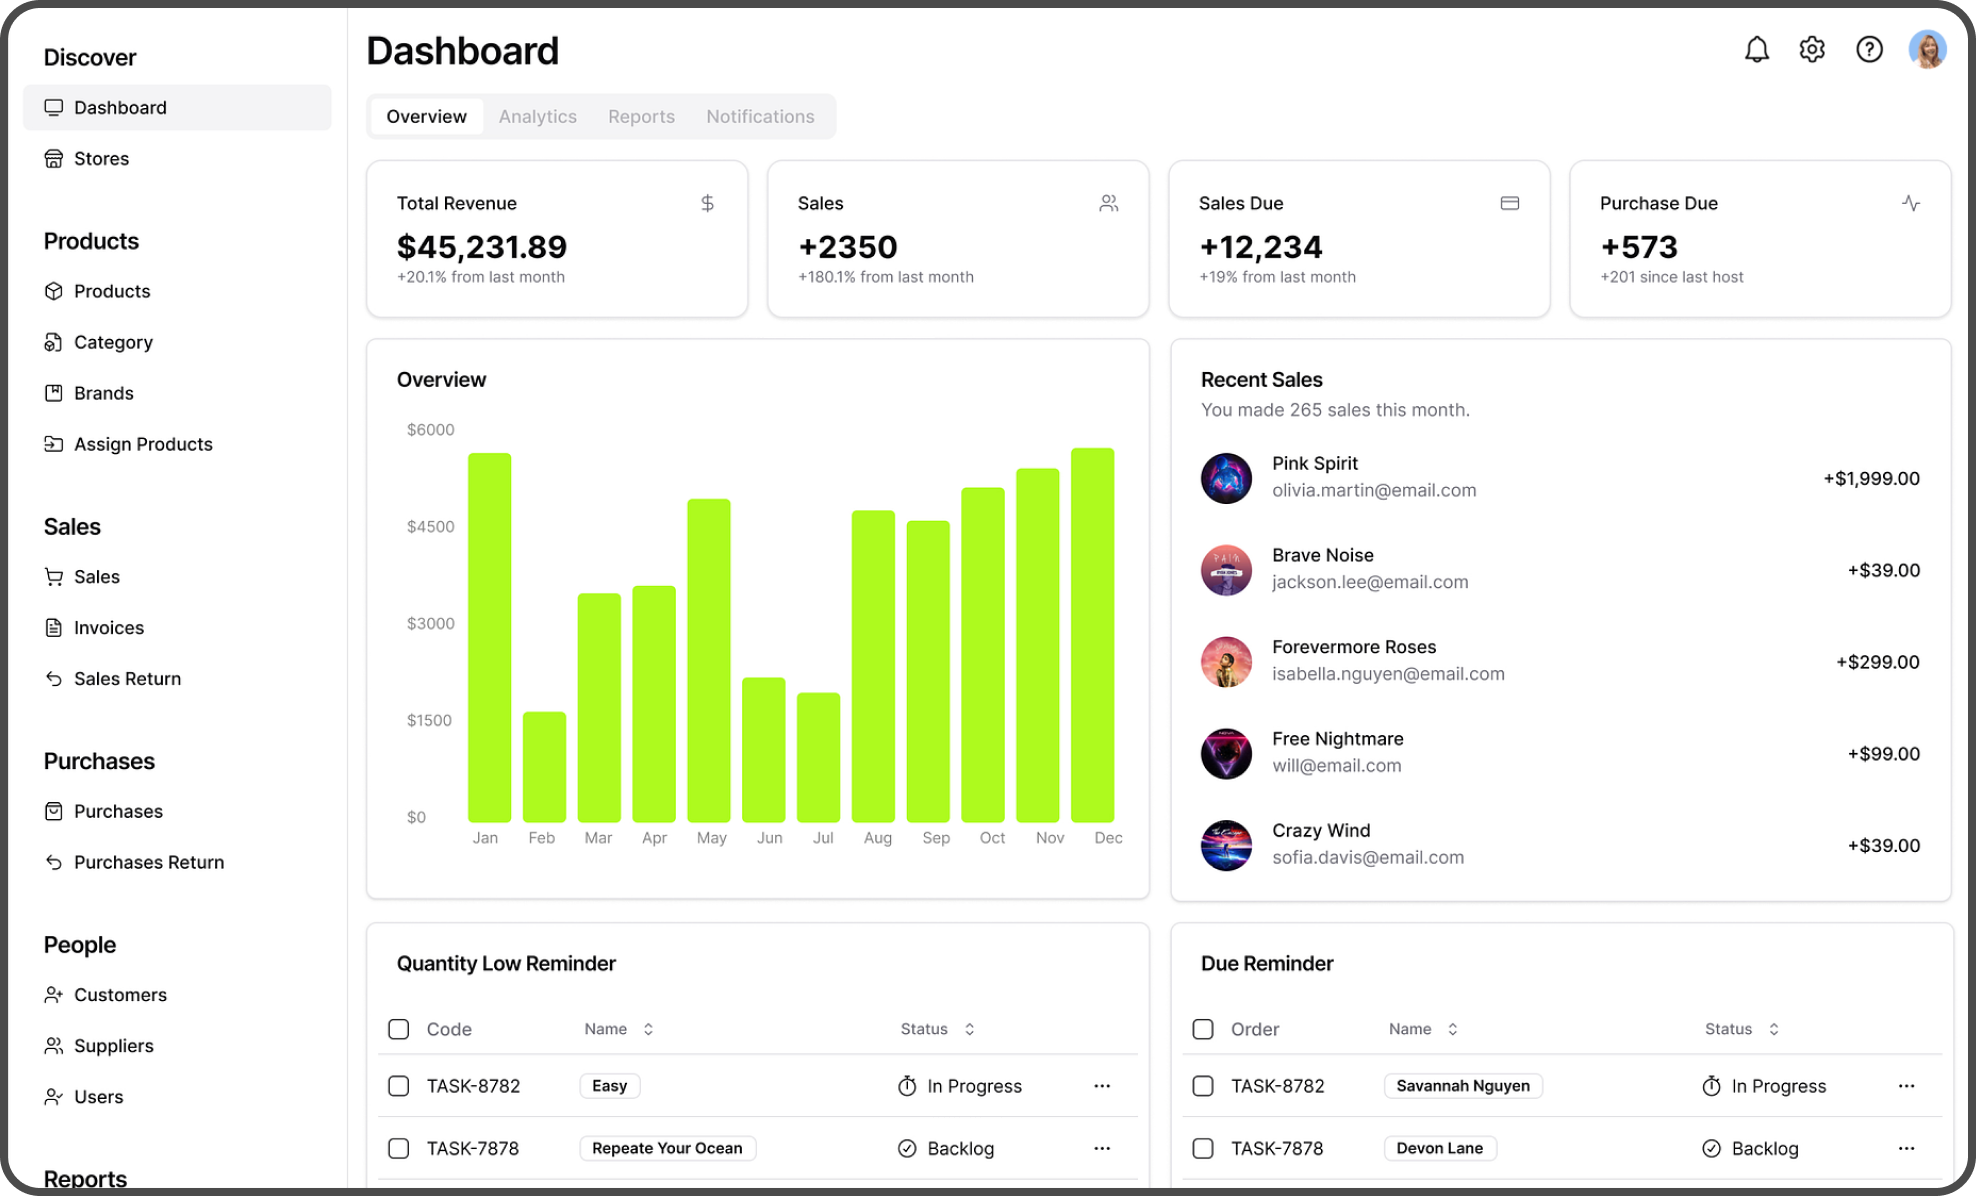 Discover
Dashboard
Stores
Products
Products
Category
Brands
Assign Products
Sales
Sales
Invoices
Sales Return
Purchases
Purchases
Purchases Return
People
Customers
Suppliers
Users
Reports
Dashboard
Overview Analytics Reports Notifications
Total Revenue $
$45,231.89
+20.1% from last month
Sales
+2350
+180.1% from last month
Sales Due
+12,234
+19% from last month
Purchase Due
+573
+201 since last host
Overview
$6000
$4500
$3000
$1500
$0
Jan Feb Mar Apr May Jun Jul Aug Sep Oct Nov Dec
Recent Sales
You made 265 sales this month.
Pink Spirit
olivia.martin@email.com
+$1,999.00
Brave Noise
jackson.lee@email.com
+$39.00
Forevermore Roses
isabella.nguyen@email.com
+$299.00
Free Nightmare
will@email.com
+$99.00
Crazy Wind
sofia.davis@email.com
+$39.00
Quantity Low Reminder
Code Name Status
TASK-8782 Easy In Progress
TASK-7878 Repeate Your Ocean Backlog
Due Reminder
Order Name Status
TASK-8782 Savannah Nguyen In Progress
TASK-7878 Devon Lane Backlog